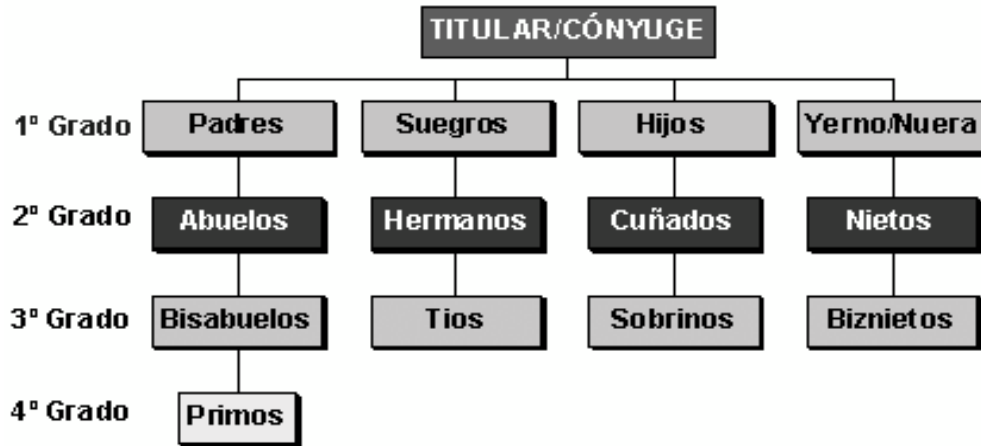 TITULAR/CÓNYUGE
1º Grado Padres Suegros Hijos Yerno/Nuera
2º Grado Abuelos Hermanos Cuñados Nietos
3º Grado Bisabuelos Tios Sobrinos Biznietos
4º Grado Primos